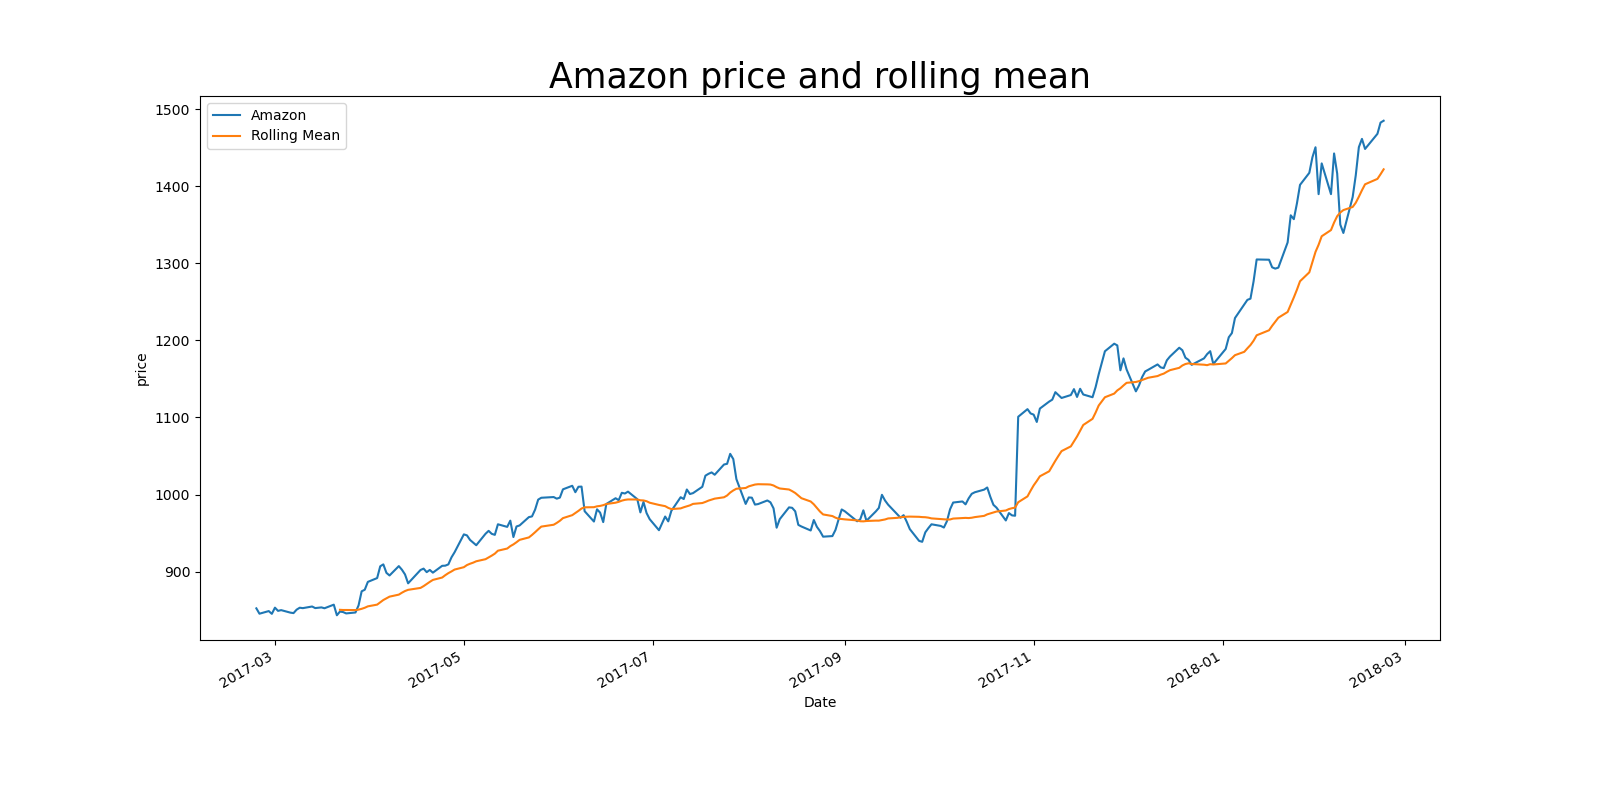 Amazon price and rolling mean
Amazon
Rolling Mean
1500
1400
1300
1200
1100
1000
900
price
2017-03
2017-05
2017-07
2017-09
2017-11
2018-01
2018-03
Date